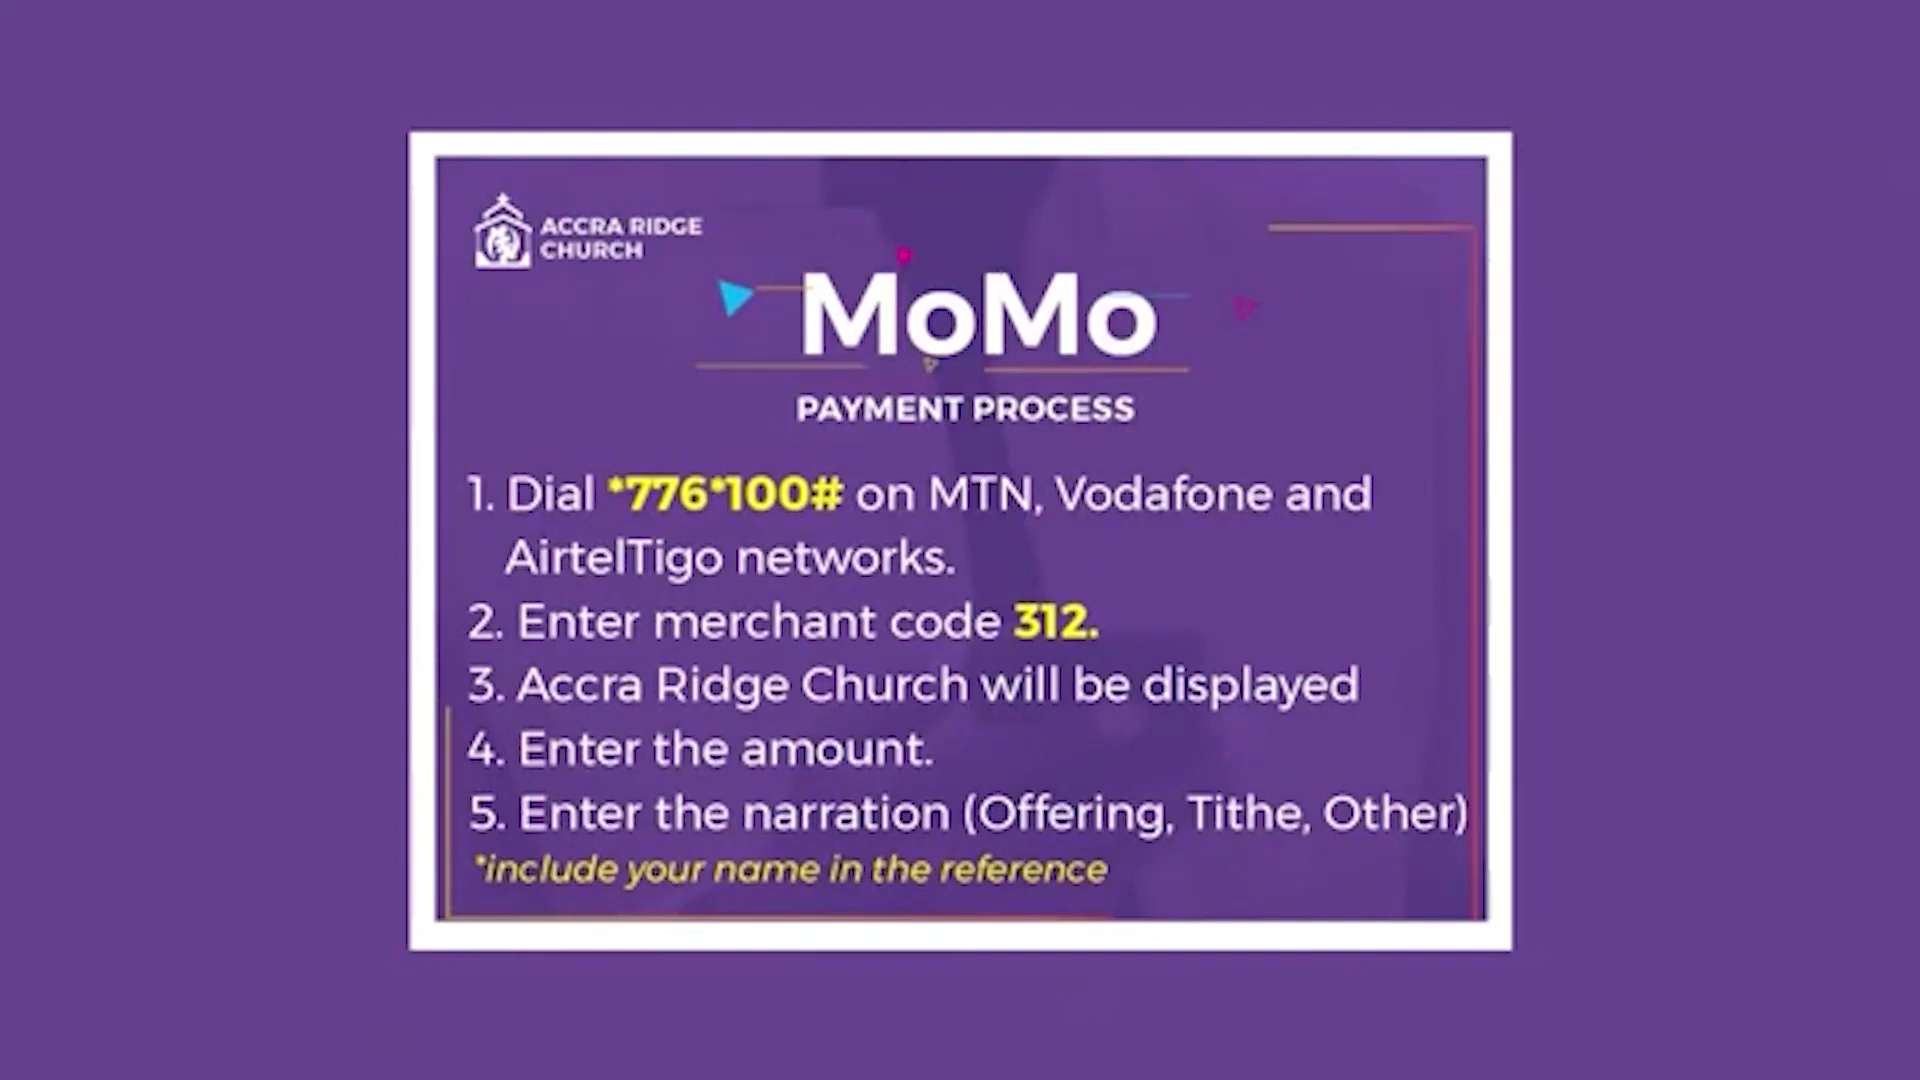 ACCRA RIDGE
CHURCH
MoMo
PAYMENT PROCESS
1. Dial *776*100# on MTN, Vodafone and
AirtelTigo networks.
2. Enter merchant code 312.
3. Accra Ridge Church will be displayed
4. Enter the amount.
5. Enter the narration (Offering, Tithe, Other)
*include your name in the reference